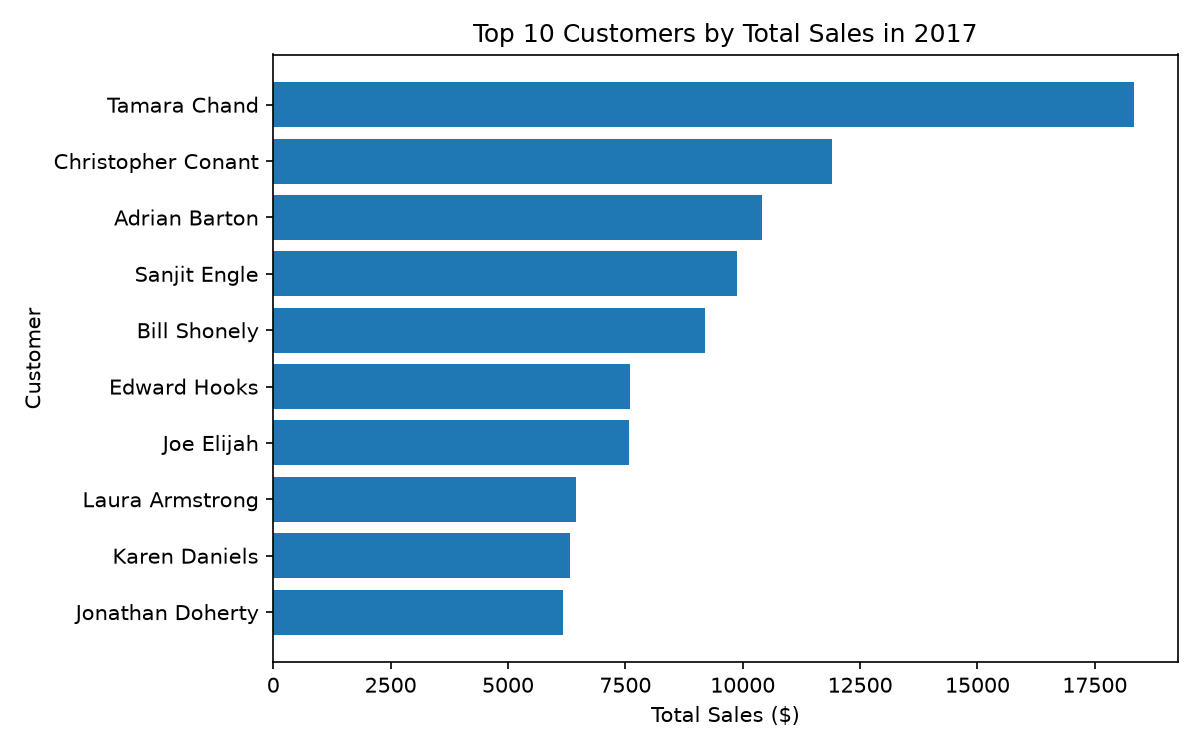 Top 10 Customers by Total Sales in 2017
Customer
Tamara Chand
Christopher Conant
Adrian Barton
Sanjit Engle
Bill Shonely
Edward Hooks
Joe Elijah
Laura Armstrong
Karen Daniels
Jonathan Doherty
0 2500 5000 7500 10000 12500 15000 17500
Total Sales ($)